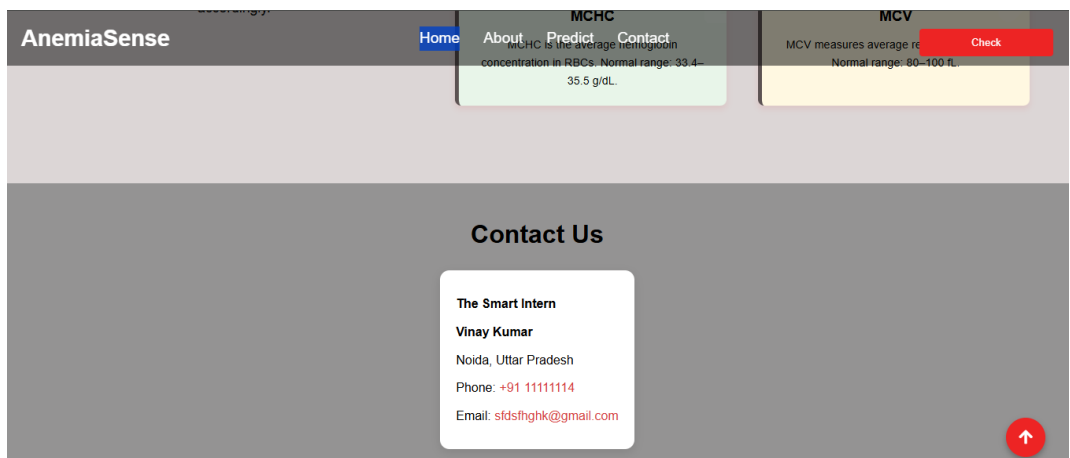 accordingly.
AnemiaSense
Home About Predict Contact
Check
MCHC
MCHC is the average hemoglobin
concentration in RBCs. Normal range: 33.4–
35.5 g/dL.
MCV
MCV measures average re
Normal range: 80–100 fL.
Contact Us
The Smart Intern
Vinay Kumar
Noida, Uttar Pradesh
Phone: +91 11111114
Email: sfdsfhghk@gmail.com